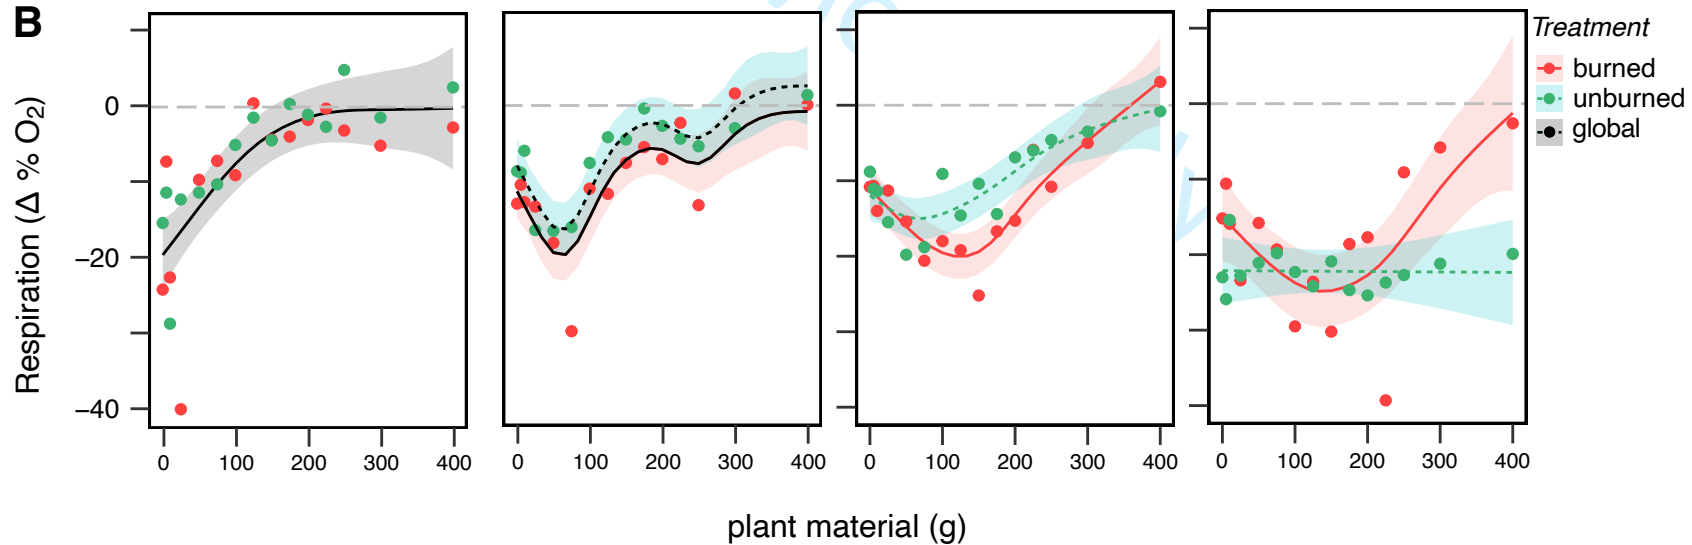 B
Respiration (Δ % O2)
0
−20
−40
0 100 200 300 400
0 100 200 300 400
0 100 200 300 400
0 100 200 300 400
plant material (g)
Treatment
burned
unburned
global